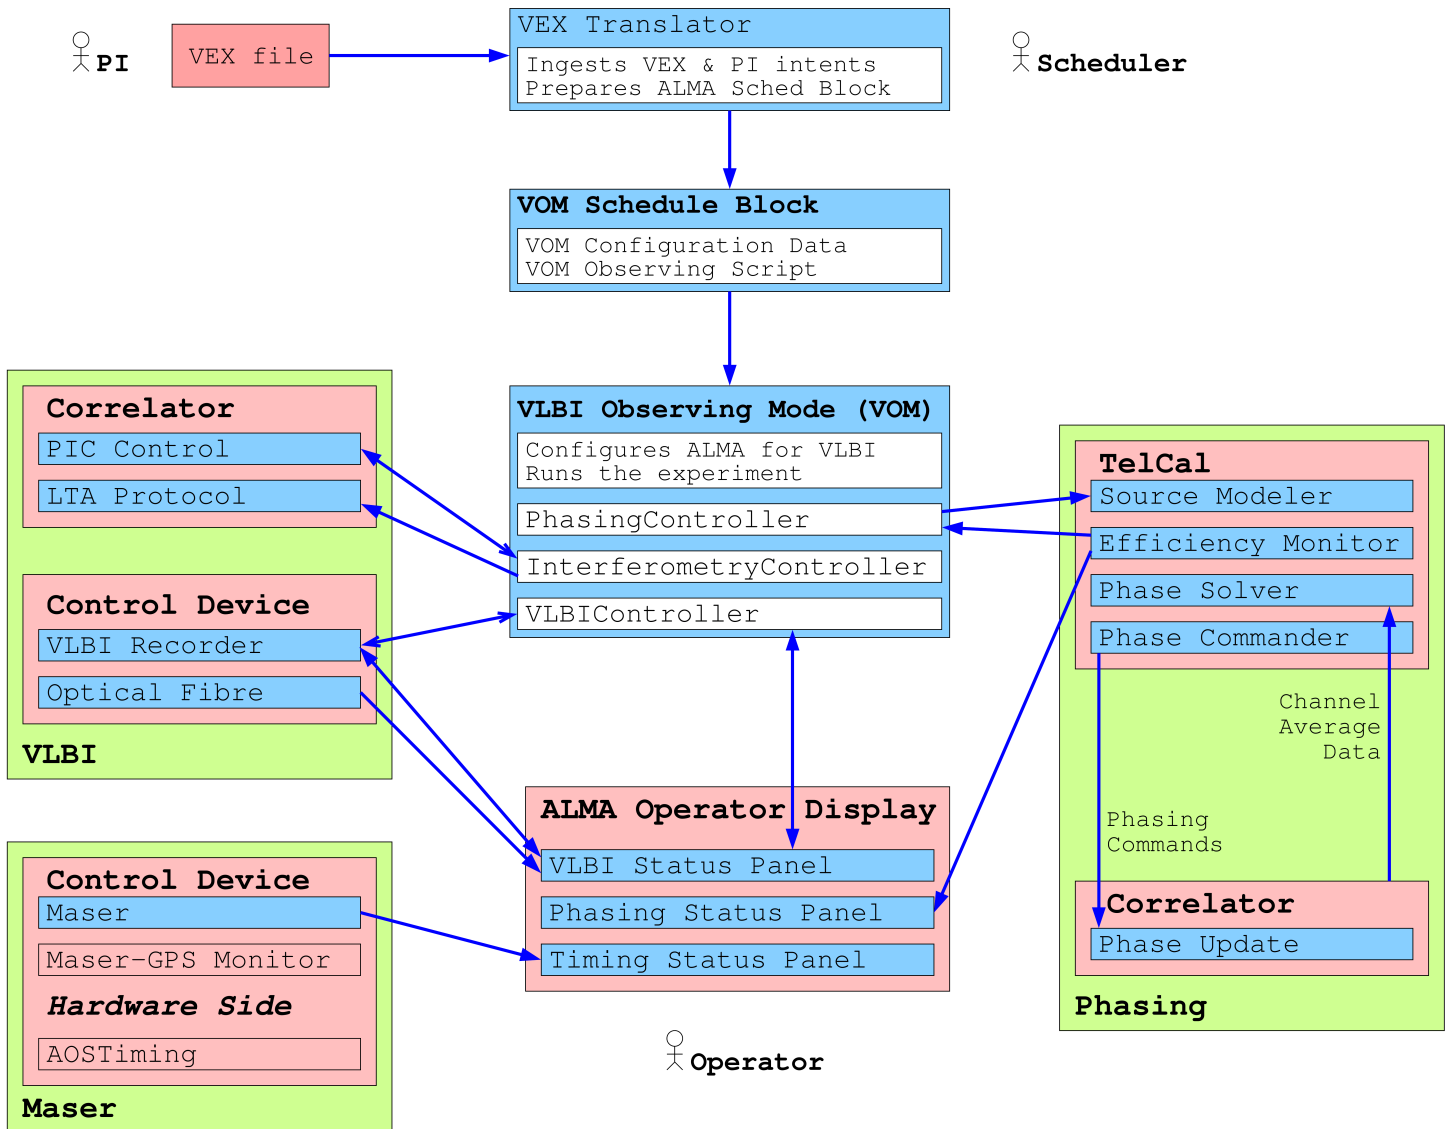 PI
VEX file
VEX Translator
Ingests VEX & PI intents
Prepares ALMA Sched Block
Scheduler
VOM Schedule Block
VOM Configuration Data
VOM Observing Script
Correlator
PIC Control
LTA Protocol
Control Device
VLBI Recorder
Optical Fibre
VLBI
VLBI Observing Mode (VOM)
Configures ALMA for VLBI
Runs the experiment
PhasingController
InterferometryController
VLBIController
TelCal
Source Modeler
Efficiency Monitor
Phase Solver
Phase Commander
Channel
Average
Data
Phasing
Commands
Correlator
Phase Update
Phasing
ALMA Operator Display
VLBI Status Panel
Phasing Status Panel
Timing Status Panel
Control Device
Maser
Maser-GPS Monitor
Hardware Side
AOSTiming
Maser
Operator